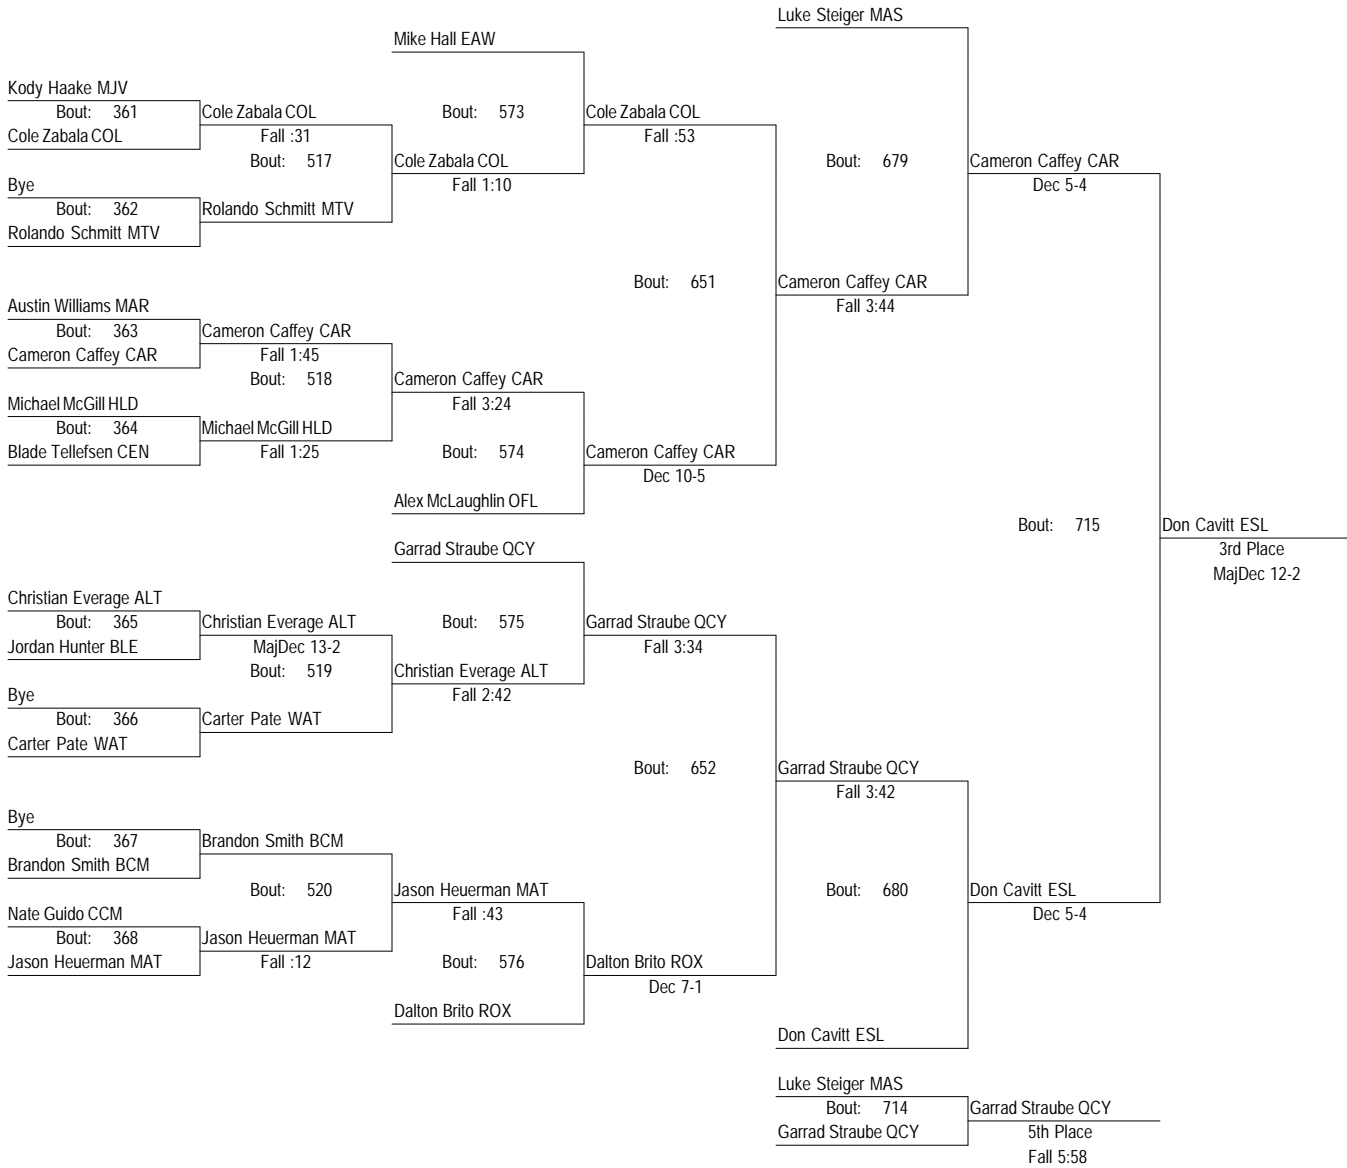 Luke Steiger MAS
Mike Hall EAW
Kody Haake MJV
Bout: 361
Cole Zabala COL
Bout: 573
Cole Zabala COL
Cole Zabala COL
Fall :31
Fall :53
Bout: 517
Cole Zabala COL
Bout: 679
Cameron Caffey CAR
Bye
Fall 1:10
Dec 5-4
Bout: 362
Rolando Schmitt MTV
Rolando Schmitt MTV
Bout: 651
Cameron Caffey CAR
Austin Williams MAR
Fall 3:44
Bout: 363
Cameron Caffey CAR
Cameron Caffey CAR
Fall 1:45
Bout: 518
Cameron Caffey CAR
Michael McGill HLD
Fall 3:24
Bout: 364
Michael McGill HLD
Blade Tellefsen CEN
Fall 1:25
Bout: 574
Cameron Caffey CAR
Dec 10-5
Alex McLaughlin OFL
Bout: 715
Don Cavitt ESL
Garrad Straube QCY
3rd Place
MajDec 12-2
Christian Everage ALT
Bout: 365
Christian Everage ALT
Bout: 575
Garrad Straube QCY
Jordan Hunter BLE
MajDec 13-2
Fall 3:34
Bout: 519
Christian Everage ALT
Bye
Fall 2:42
Bout: 366
Carter Pate WAT
Carter Pate WAT
Bout: 652
Garrad Straube QCY
Fall 3:42
Bye
Bout: 367
Brandon Smith BCM
Brandon Smith BCM
Bout: 520
Jason Heuerman MAT
Bout: 680
Don Cavitt ESL
Nate Guido CCM
Fall :43
Dec 5-4
Bout: 368
Jason Heuerman MAT
Jason Heuerman MAT
Fall :12
Bout: 576
Dalton Brito ROX
Dec 7-1
Dalton Brito ROX
Don Cavitt ESL
Luke Steiger MAS
Bout: 714
Garrad Straube QCY
Garrad Straube QCY
5th Place
Fall 5:58